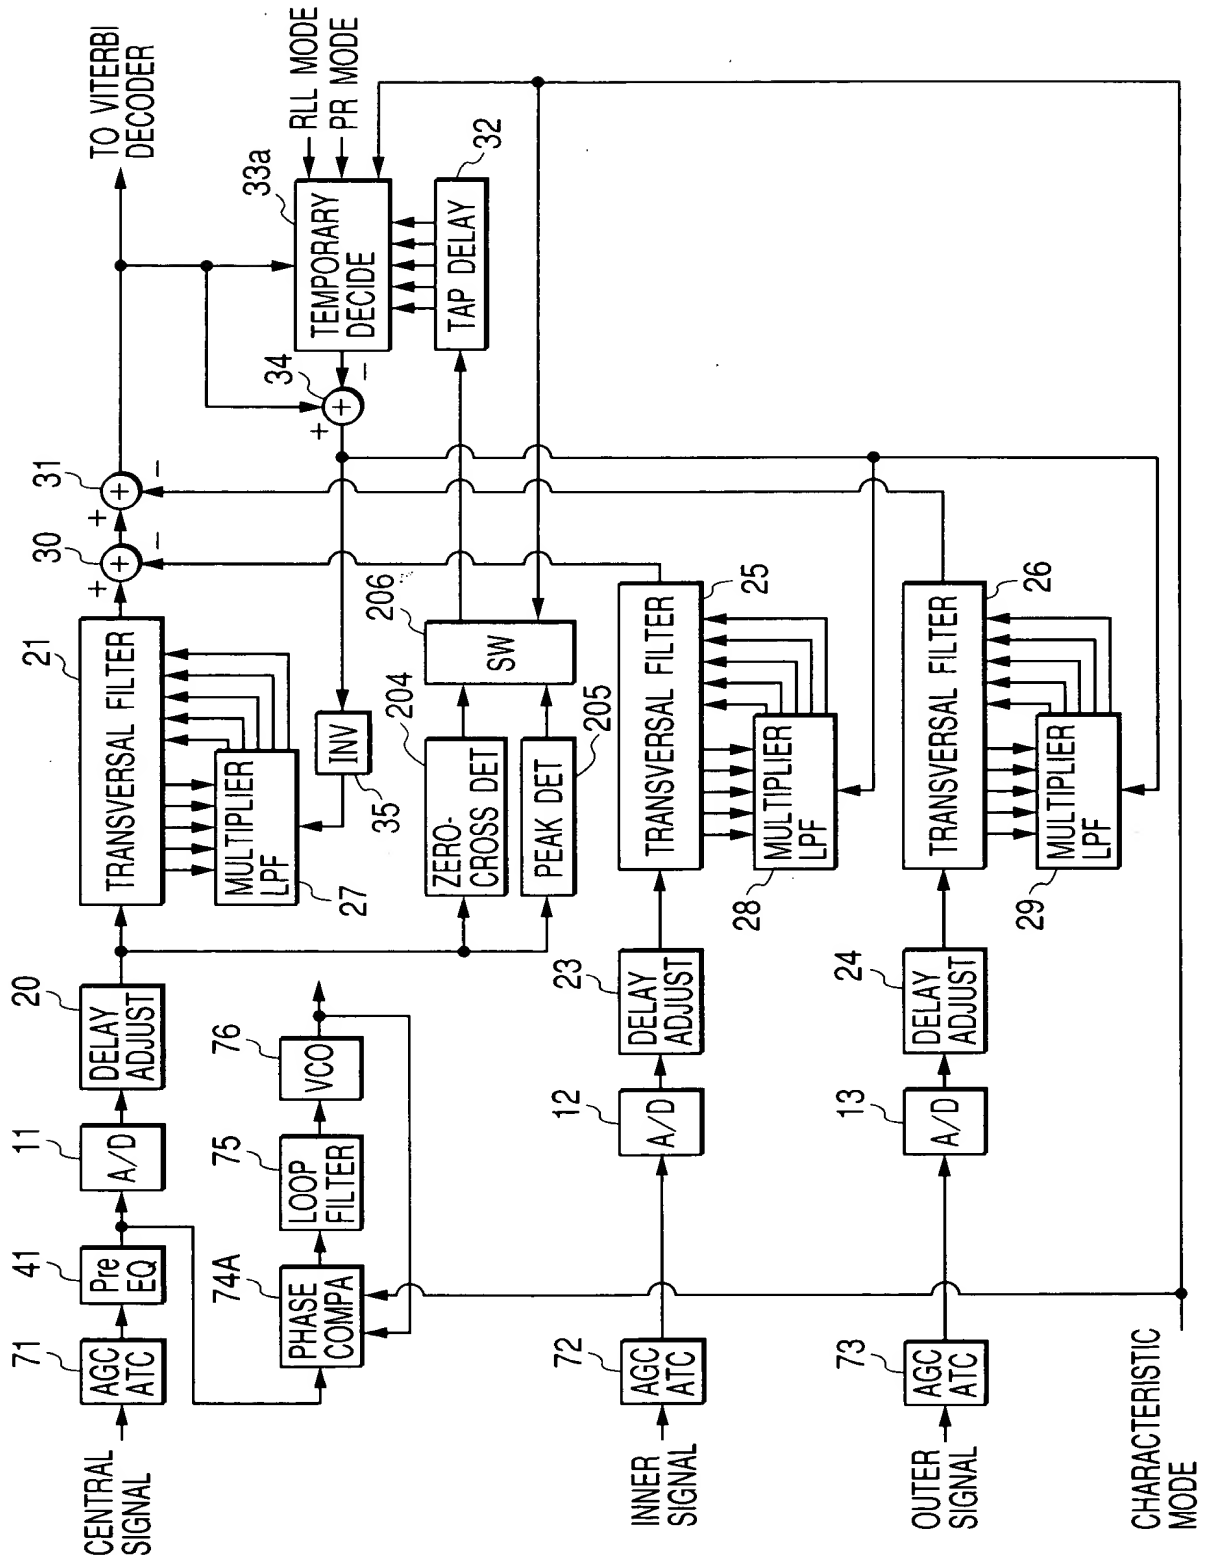 CENTRAL
SIGNAL
71
AGC
ATC
41
Pre
EQ
11
A/D
20
DELAY
ADJUST
21
TRANSVERSAL FILTER
MULTIPLIER
LPF
27
30
+
+
-
31
+
+
-
TO VITERBI
DECODER
74A
PHASE
COMPA
75
LOOP
FILTER
76
VCO
INV
35
34
+
+
-
33a
TEMPORARY
DECIDE
RLL MODE
PR MODE
204
ZERO-
CROSS DET
PEAK DET
205
206
SW
TAP DELAY
32
INNER
SIGNAL
72
AGC
ATC
12
A/D
23
DELAY
ADJUST
TRANSVERSAL FILTER
25
MULTIPLIER
LPF
28
OUTER
SIGNAL
73
AGC
ATC
13
A/D
24
DELAY
ADJUST
TRANSVERSAL FILTER
26
MULTIPLIER
LPF
29
CHARACTERISTIC
MODE